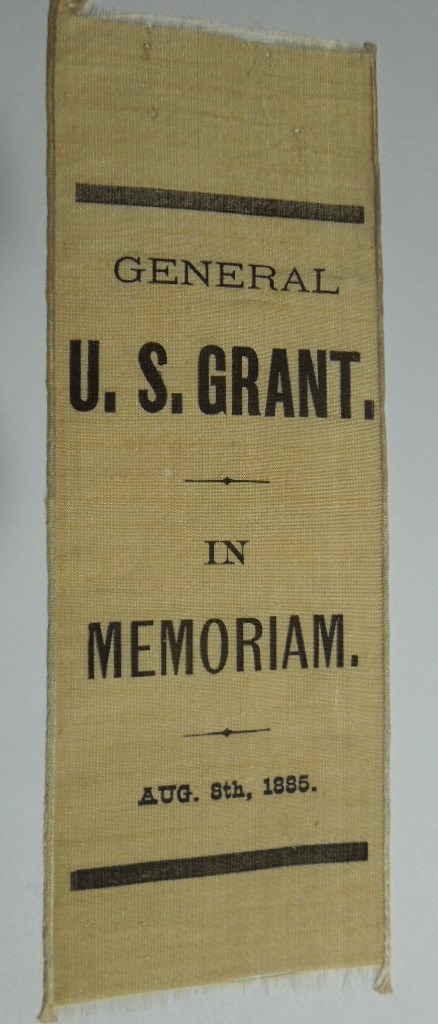 GENERAL
U. S. GRANT.
IN
MEMORIAM.
AUG. 8th, 1885.